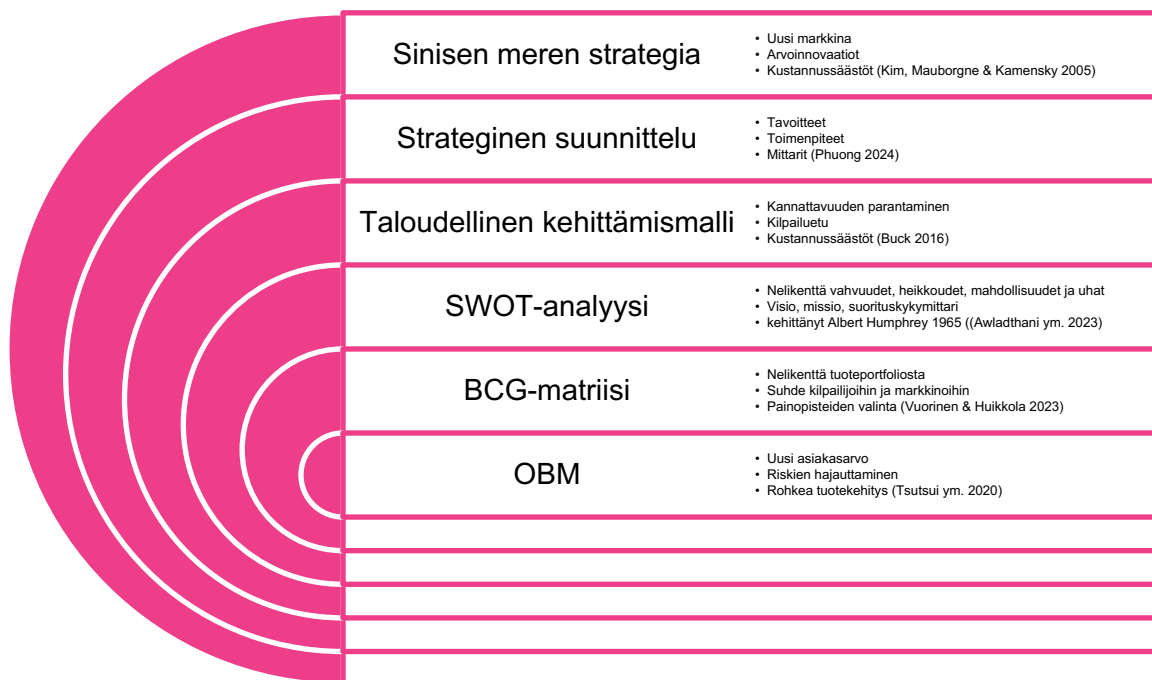 Sinisen meren strategia
• Uusi markkina
• Arvoinnovaatiot
• Kustannussäästöt (Kim, Mauborgne & Kamensky 2005)
Strateginen suunnittelu
• Tavoitteet
• Toimenpiteet
• Mittarit (Phuong 2024)
Taloudellinen kehittämismalli
• Kannattavuuden parantaminen
• Kilpailuetu
• Kustannussäästöt (Buck 2016)
SWOT-analyysi
• Nelikenttä vahvuudet, heikkoudet, mahdollisuudet ja uhat
• Visio, missio, suorituskykymittari
• kehittänyt Albert Humphrey 1965 ((Awladthani ym. 2023)
BCG-matriisi
• Nelikenttä tuoteportfoliosta
• Suhde kilpailijoihin ja markkinoihin
• Painopisteiden valinta (Vuorinen & Huikkola 2023)
OBM
• Uusi asiakasarvo
• Riskien hajauttaminen
• Rohkea tuotekehitys (Tsutsui ym. 2020)